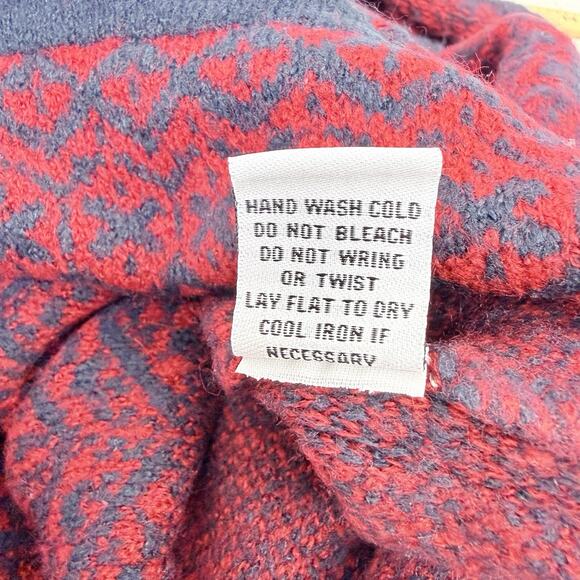 HAND WASH COLD
DO NOT BLEACH
DO NOT WRING
OR TWIST
LAY FLAT TO DRY
COOL IRON IF
NECESSARY